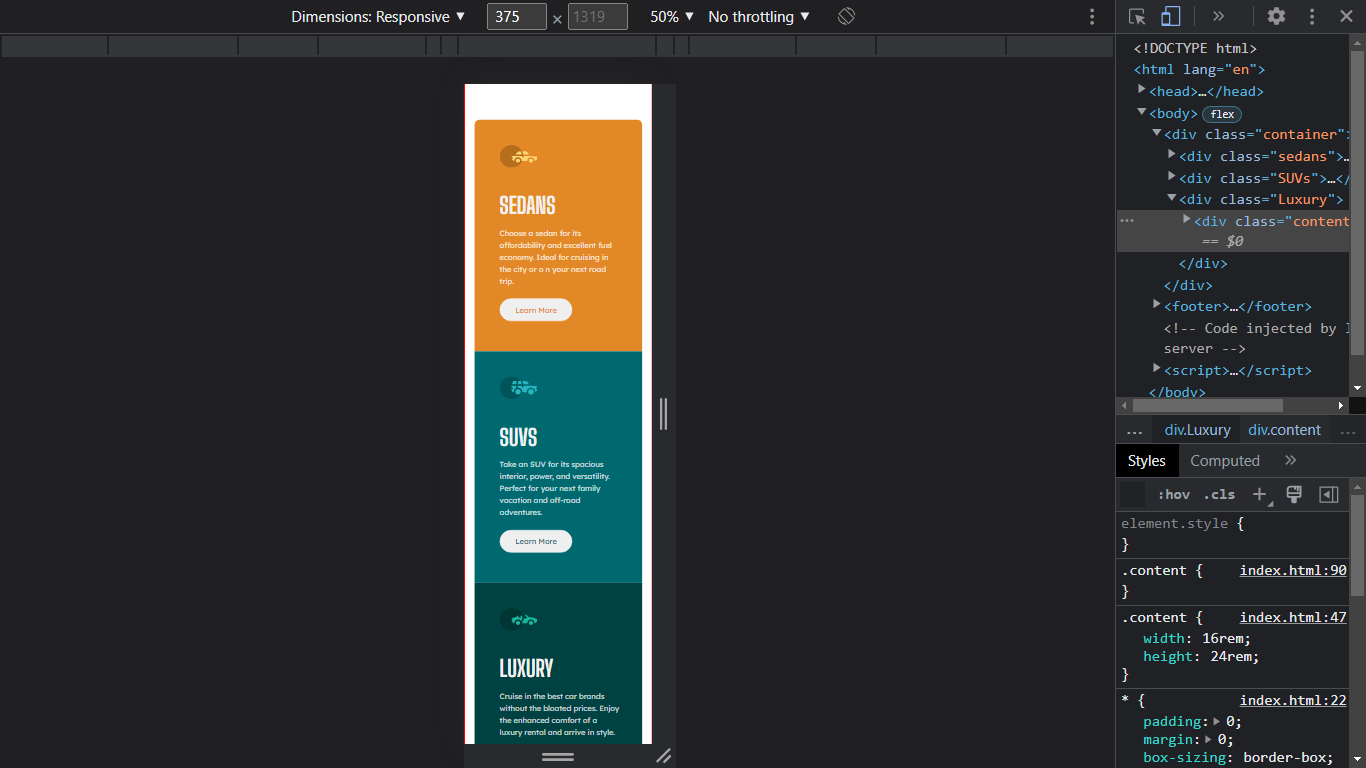 Dimensions: Responsive ▼ 375 × 1319 50% ▼ No throttling ▼
SEDANS
Choose a sedan for its
affordability and excellent fuel
economy. Ideal for cruising in
the city or o n your next road
trip.
Learn More
SUVS
Take an SUV for its spacious
interior, power, and versatility.
Perfect for your next family
vacation and off-road
adventures.
Learn More
LUXURY
Cruise in the best car brands
without the bloated prices. Enjoy
the enhanced comfort of a
luxury rental and arrive in style.
<!DOCTYPE html>
<html lang="en">
<head>…</head>
<body> flex
<div class="container">
<div class="sedans">…
<div class="SUVs">…</
<div class="Luxury">
… <div class="content
== $0
</div>
</div>
<footer>…</footer>
<!-- Code injected by l
server -->
<script>…</script>
</body>
… div.Luxury div.content …
Styles Computed »
:hov .cls +
element.style {
}
.content { index.html:90
}
.content { index.html:47
width: 16rem;
height: 24rem;
}
* { index.html:22
padding: 0;
margin: 0;
box-sizing: border-box;